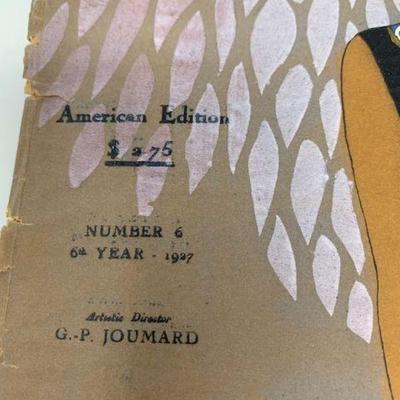 American Edition
$ 2.75
NUMBER 6
6th YEAR - 1927
Artistic Director
G.-P. JOUMARD